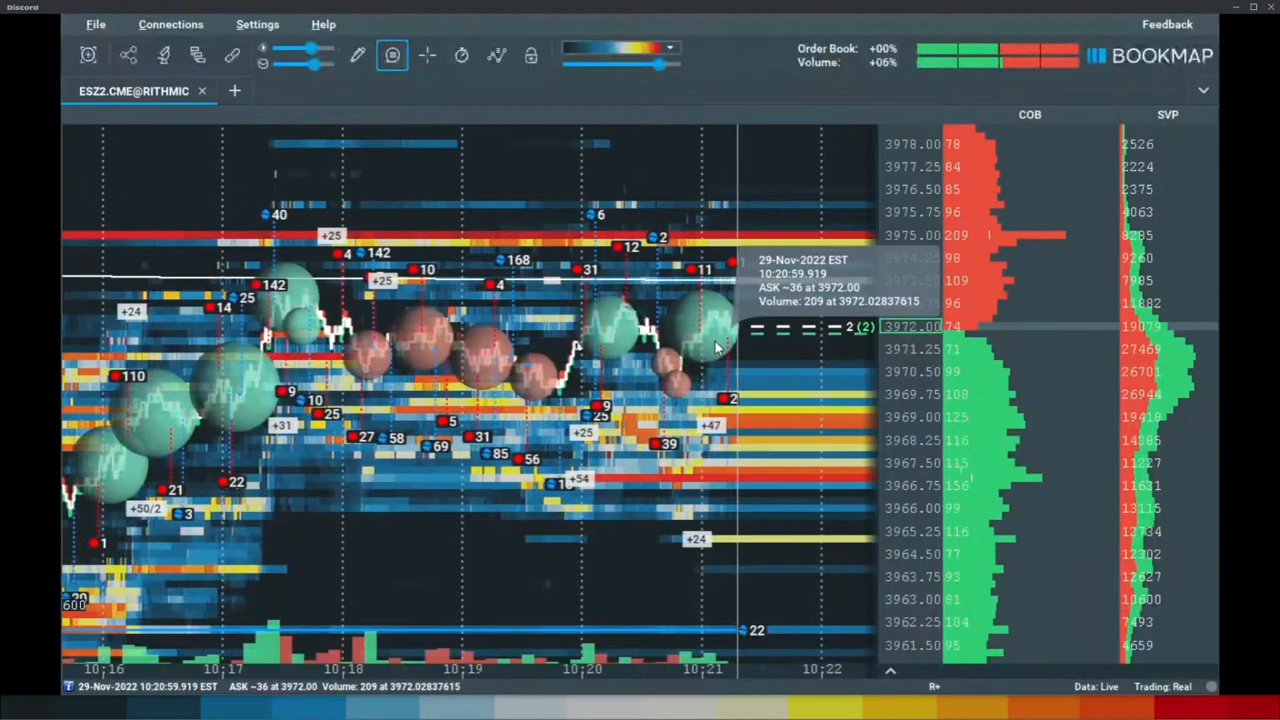 Discord
File Connections Settings Help Feedback
Order Book: +00%
Volume: +06%
BOOKMAP
ESZ2.CME@RITHMIC
COB SVP
3978.00 78 2526
3977.25 84 2224
3976.50 85 2375
3975.75 96 4063
3975.00 209 8285
98 9260
109 7985
96 11882
3972.00 74 19079
3971.25 71 27469
3970.50 99 26701
3969.75 108 26944
3969.00 125 19418
3968.25 116 14385
3967.50 115 11227
3966.75 156 11631
3966.00 99 13115
3965.25 116 12734
3964.50 77 12302
3963.75 93 12627
3963.00 81 10600
3962.25 104 7493
3961.50 95 4659
29-Nov-2022 EST
10:20:59.919
ASK ~36 at 3972.00
Volume: 209 at 3972.02837615
2 (2)
40
6
+25
2
12
4
142
168
10
31
11
+25
142
4
25
14
+24
110
9
10
25
2
9
25
+31
+25
+47
5
27
58
69
31
39
85
56
21
22
+54
+50/2
3
1
+24
600
22
10:16 10:17 10:18 10:19 10:20 10:21 10:22
29-Nov-2022 10:20:59.919 EST ASK ~36 at 3972.00 Volume: 209 at 3972.02837615
R+ Data: Live Trading: Real